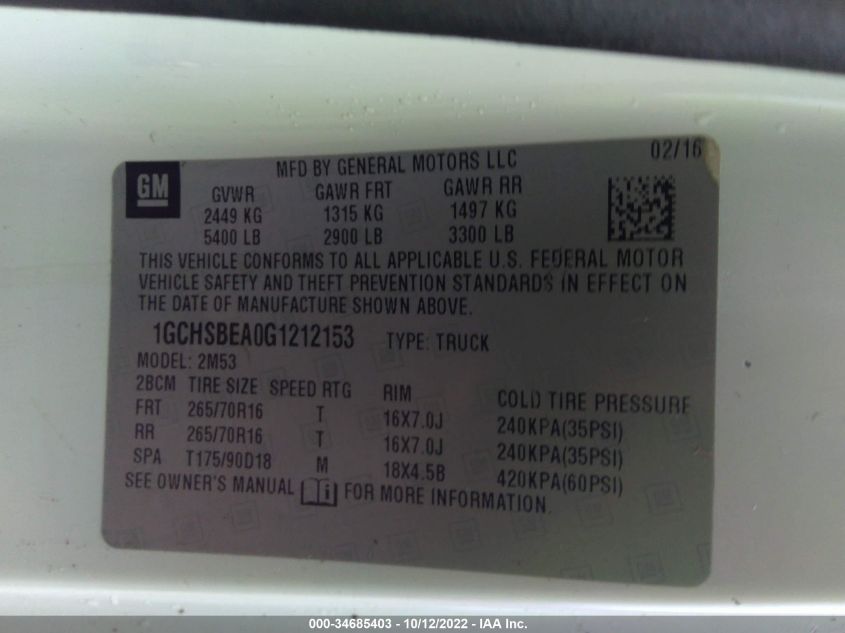 GM
MFD BY GENERAL MOTORS LLC
02/16
GVWR GAWR FRT GAWR RR
2449 KG 1315 KG 1497 KG
5400 LB 2900 LB 3300 LB
THIS VEHICLE CONFORMS TO ALL APPLICABLE U.S. FEDERAL MOTOR
VEHICLE SAFETY AND THEFT PREVENTION STANDARDS IN EFFECT ON
THE DATE OF MANUFACTURE SHOWN ABOVE.
1GCHSBEA0G1212153 TYPE: TRUCK
MODEL: 2M53
2BCM TIRE SIZE SPEED RTG RIM COLD TIRE PRESSURE
FRT 265/70R16 T 16X7.0J 240KPA(35PSI)
RR 265/70R16 T 16X7.0J 240KPA(35PSI)
SPA T175/90D18 M 18X4.5B 420KPA(60PSI)
SEE OWNER'S MANUAL i FOR MORE INFORMATION.
000-34685403 - 10/12/2022 - IAA Inc.